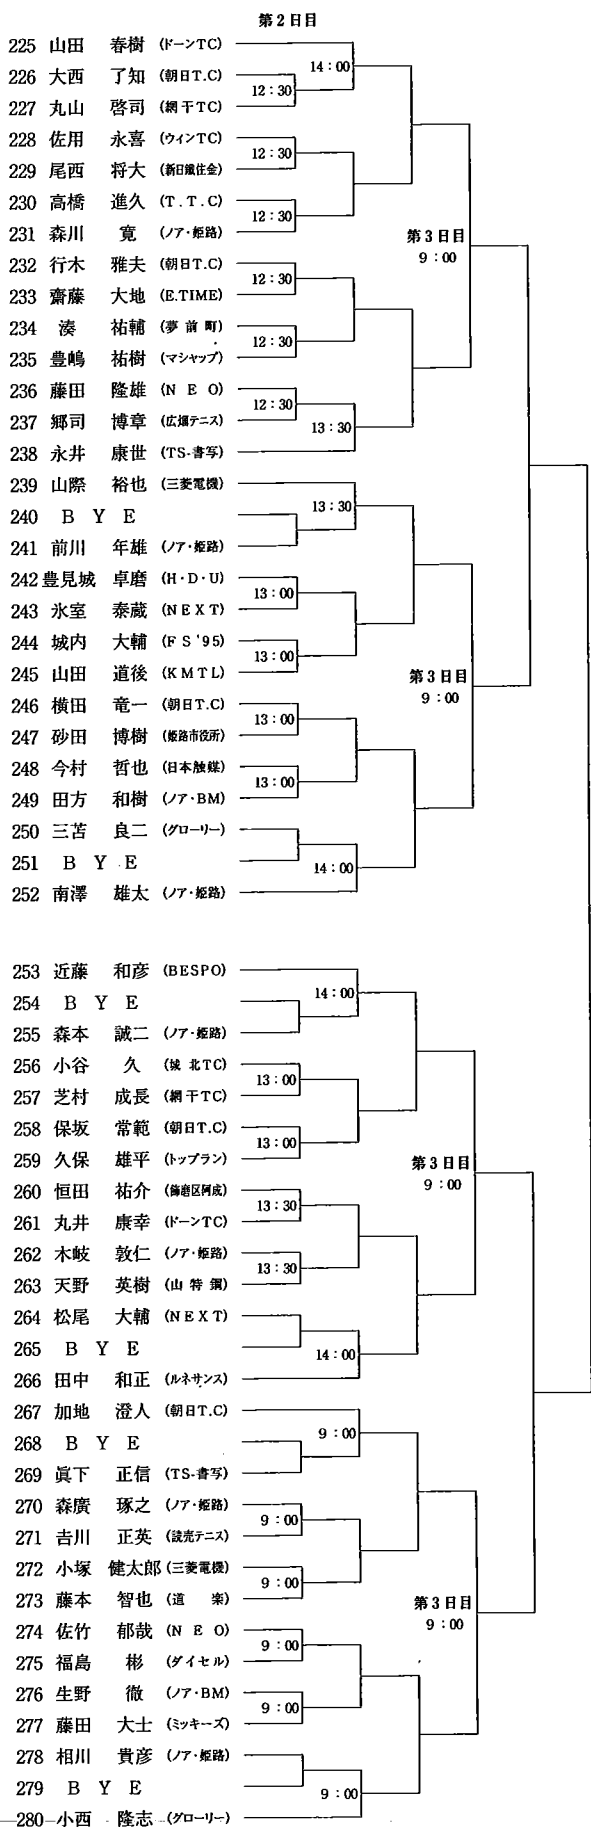 第2日目
225 山田 春樹 (ドーンTC)
14:00
226 大西 了知 (朝日T.C)
12:30
227 丸山 啓司 (網干TC)
228 佐用 永喜 (ウィンTC)
12:30
229 尾西 将大 (新日鐵住金)
230 高橋 進久 (T.T.C)
12:30
231 森川 寛 (ノア・姫路)
第3日目
9:00
232 行木 雅夫 (朝日T.C)
12:30
233 齋藤 大地 (E.TIME)
234 湊 祐輔 (夢前町)
12:30
235 豊嶋 祐樹 (マシャップ)
236 藤田 隆雄 (NEO)
12:30
237 郷司 博章 (広畑テニス)
13:30
238 永井 康世 (TS-書写)
239 山際 裕也 (三菱電機)
13:30
240 BYE
241 前川 年雄 (ノア・姫路)
242 豊見城 卓磨 (H・D・U)
13:00
243 氷室 泰蔵 (NEXT)
244 城内 大輔 (FS'95)
13:00
245 山田 道後 (KMTL)
第3日目
9:00
246 横田 竜一 (朝日T.C)
13:00
247 砂田 博樹 (姫路市役所)
248 今村 哲也 (日本触媒)
13:00
249 田方 和樹 (ノア・BM)
250 三苫 良二 (グローリー)
251 BYE
14:00
252 南澤 雄太 (ノア・姫路)
253 近藤 和彦 (BESPO)
14:00
254 BYE
255 森本 誠二 (ノア・姫路)
256 小谷 久 (城北TC)
13:00
257 芝村 成長 (網干TC)
258 保坂 常範 (朝日T.C)
13:00
259 久保 雄平 (トップラン)
第3日目
9:00
260 恒田 祐介 (飾磨区阿成)
13:30
261 丸井 康幸 (ドーンTC)
262 木岐 敦仁 (ノア・姫路)
13:30
263 天野 英樹 (山特鋼)
264 松尾 大輔 (NEXT)
265 BYE
14:00
266 田中 和正 (ルネサンス)
267 加地 澄人 (朝日T.C)
9:00
268 BYE
269 眞下 正信 (TS-書写)
270 森廣 琢之 (ノア・姫路)
9:00
271 吉川 正英 (読売テニス)
272 小塚 健太郎 (三菱電機)
9:00
273 藤本 智也 (道楽)
第3日目
9:00
274 佐竹 郁哉 (NEO)
9:00
275 福島 彬 (ダイセル)
276 生野 徹 (ノア・BM)
9:00
277 藤田 大士 (ミッキーズ)
278 相川 貴彦 (ノア・姫路)
279 BYE
9:00
280 小西 隆志 (グローリー)